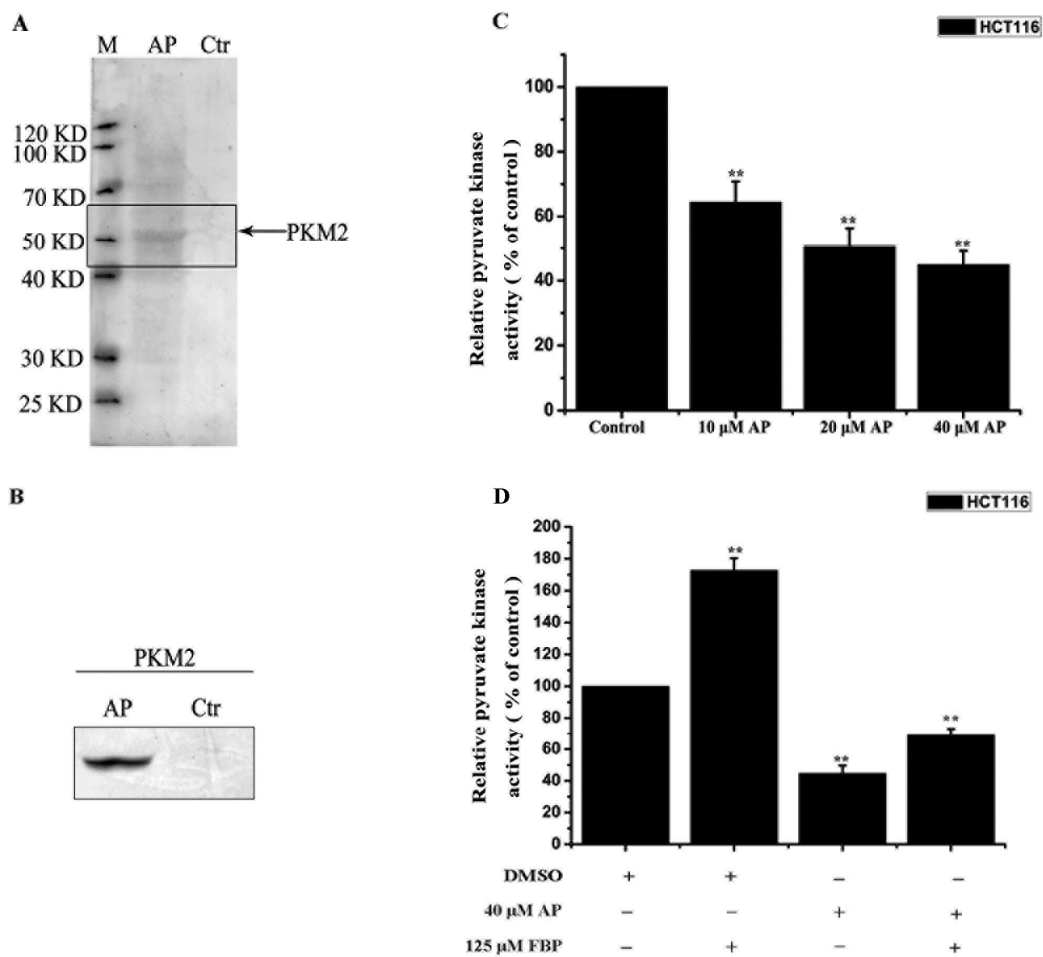 A
M AP Ctr
120 KD
100 KD
70 KD
50 KD
40 KD
30 KD
25 KD
PKM2
B
PKM2
AP Ctr
C
HCT116
Relative pyruvate kinase
activity ( % of control )
100
80
60
40
20
0
**
**
**
Control 10 μM AP 20 μM AP 40 μM AP
D
HCT116
Relative pyruvate kinase
activity ( % of control )
200
180
160
140
120
100
80
60
40
20
0
**
**
**
DMSO + + – –
40 μM AP – – + +
125 μM FBP – + – +